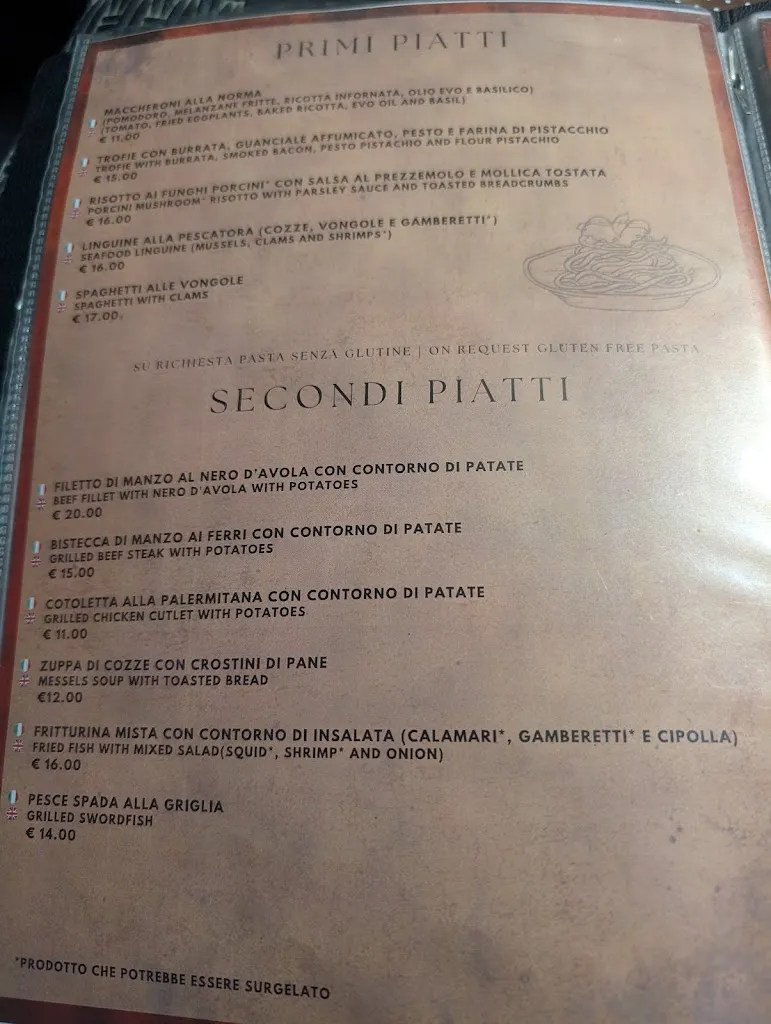 PRIMI PIATTI
MACCHERONI ALLA NORMA
(POMODORO, MELANZANE FRITTE, RICOTTA INFORNATA, OLIO EVO E BASILICO)
(TOMATO, FRIED EGGPLANTS, BAKED RICOTTA, EVO OIL AND BASIL)
€ 11.00
TROFIE CON BURRATA, GUANCIALE AFFUMICATO, PESTO E FARINA DI PISTACCHIO
TROFIE WITH BURRATA, SMOKED BACON, PESTO PISTACHIO AND FLOUR PISTACHIO
€ 15.00
RISOTTO AI FUNGHI PORCINI* CON SALSA AL PREZZEMOLO E MOLLICA TOSTATA
PORCINI MUSHROOM* RISOTTO WITH PARSLEY SAUCE AND TOASTED BREADCRUMBS
€ 16.00
LINGUINE ALLA PESCATORA (COZZE, VONGOLE E GAMBERETTI*)
SEAFOOD LINGUINE (MUSSELS, CLAMS AND SHRIMPS*)
€ 16.00
SPAGHETTI ALLE VONGOLE
SPAGHETTI WITH CLAMS
€ 17.00
SU RICHIESTA PASTA SENZA GLUTINE | ON REQUEST GLUTEN FREE PASTA
SECONDI PIATTI
FILETTO DI MANZO AL NERO D'AVOLA CON CONTORNO DI PATATE
BEEF FILLET WITH NERO D'AVOLA WITH POTATOES
€ 20.00
BISTECCA DI MANZO AI FERRI CON CONTORNO DI PATATE
GRILLED BEEF STEAK WITH POTATOES
€ 15.00
COTOLETTA ALLA PALERMITANA CON CONTORNO DI PATATE
GRILLED CHICKEN CUTLET WITH POTATOES
€ 11.00
ZUPPA DI COZZE CON CROSTINI DI PANE
MESSELS SOUP WITH TOASTED BREAD
€12.00
FRITTURINA MISTA CON CONTORNO DI INSALATA (CALAMARI*, GAMBERETTI* E CIPOLLA)
FRIED FISH WITH MIXED SALAD(SQUID*, SHRIMP* AND ONION)
€ 16.00
PESCE SPADA ALLA GRIGLIA
GRILLED SWORDFISH
€ 14.00
*PRODOTTO CHE POTREBBE ESSERE SURGELATO